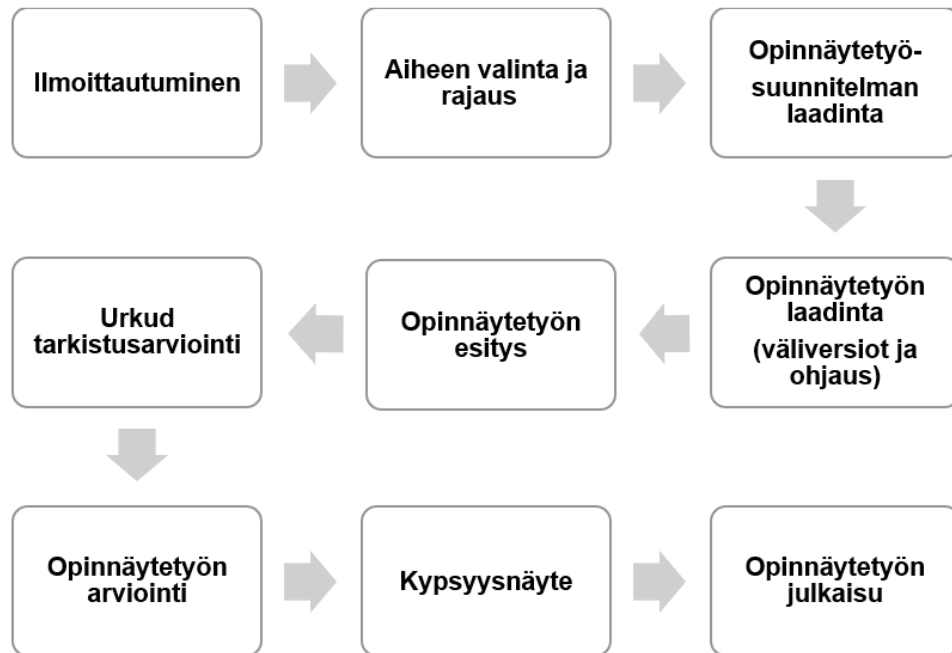 Ilmoittautuminen
Aiheen valinta ja
rajaus
Opinnäytetyö-
suunnitelman
laadinta
Opinnäytetyön
laadinta
(väliversiot ja
ohjaus)
Opinnäytetyön
esitys
Urkud
tarkistusarviointi
Opinnäytetyön
arviointi
Kypsyysnäyte
Opinnäytetyön
julkaisu